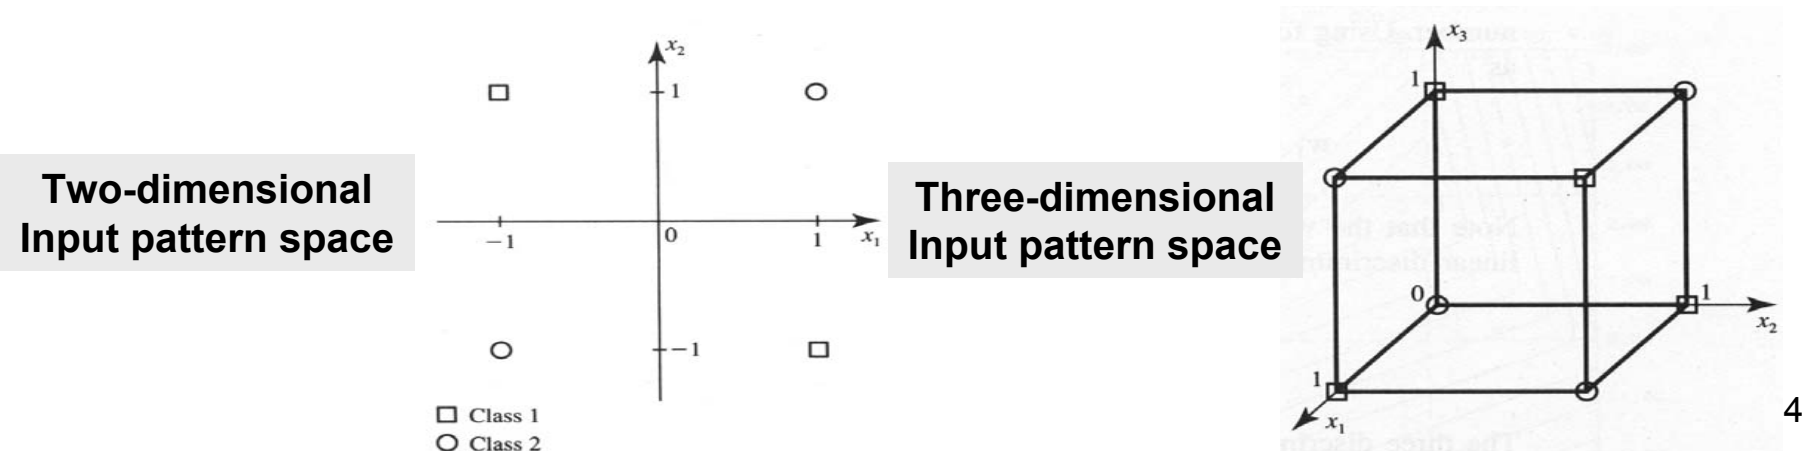 Two-dimensional
Input pattern space
x₂
1
−1
0
1
x₁
−1
Class 1
Class 2
Three-dimensional
Input pattern space
x₃
1
0
1
x₂
1
x₁
4